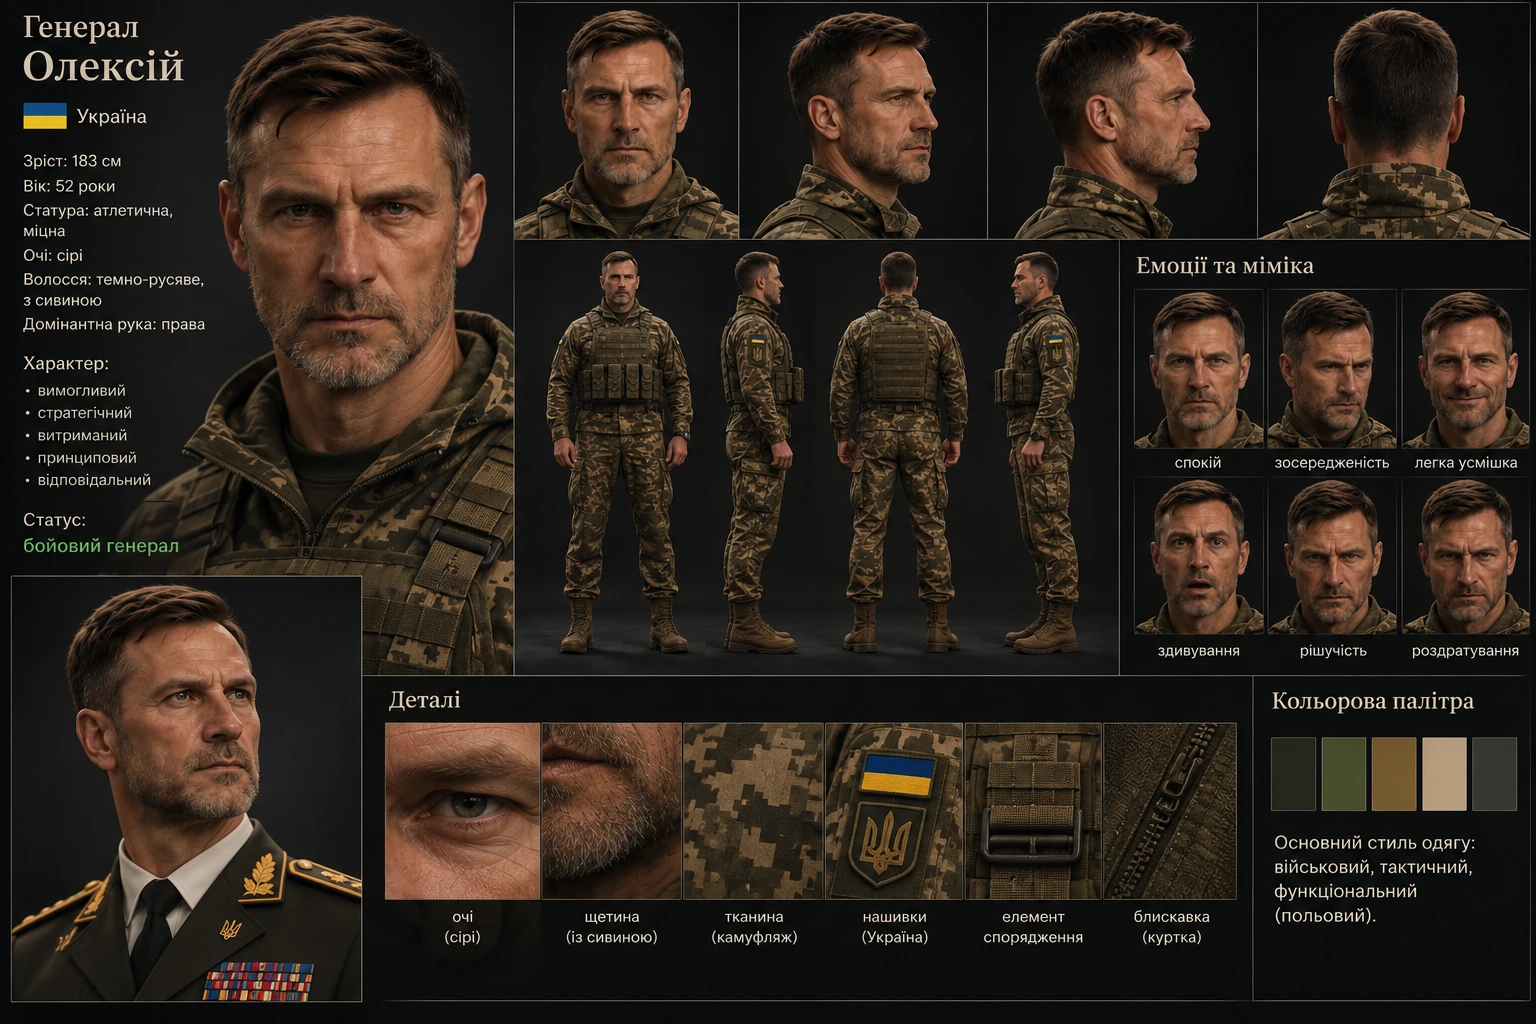 Генерал
Олексій
Україна
Зріст: 183 см
Вік: 52 роки
Статура: атлетична,
міцна
Очі: сірі
Волосся: темно-русяве,
з сивиною
Домінантна рука: права
Характер:
• вимогливий
• стратегічний
• витриманий
• принциповий
• відповідальний
Статус:
бойовий генерал
Емоції та міміка
спокій
зосередженість
легка усмішка
здивування
рішучість
роздратування
Деталі
очі
(сірі)
щетина
(із сивиною)
тканина
(камуфляж)
нашивки
(Україна)
елемент
спорядження
блискавка
(куртка)
Кольорова палітра
Основний стиль одягу:
військовий, тактичний,
функціональний
(польовий).